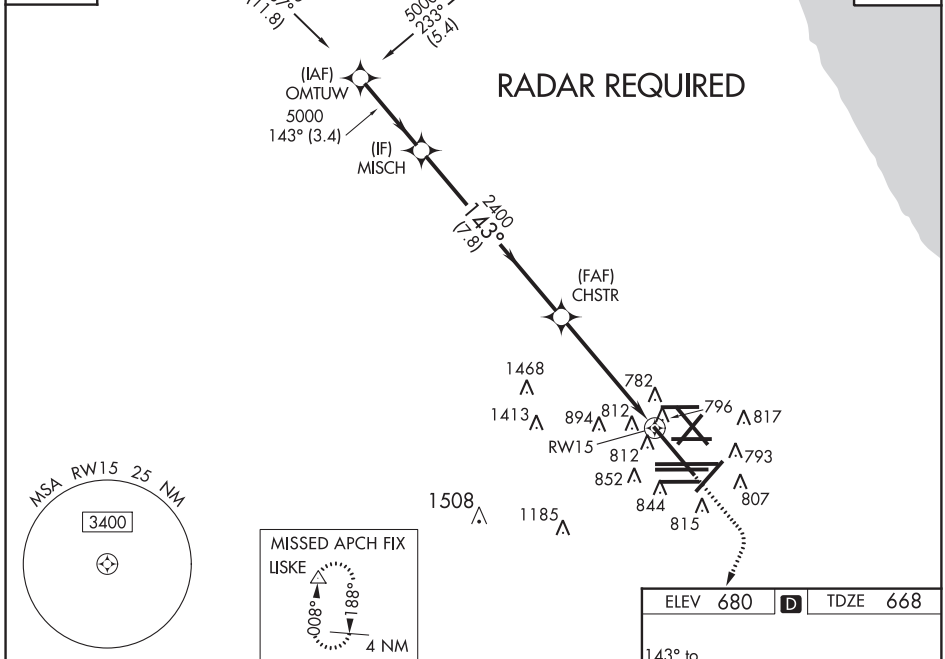 (11.8)
5000
233°
(5.4)
(IAF)
OMTUW
RADAR REQUIRED
5000
143° (3.4)
(IF)
MISCH
2400
143°
(7.8)
(FAF)
CHSTR
1468
782
1413
894
812
796
817
RW15
812
793
852
844
807
815
1508
1185
MSA RW15 25 NM
3400
MISSED APCH FIX
LISKE
008°
188°
4 NM
ELEV 680 D TDZE 668
143° to